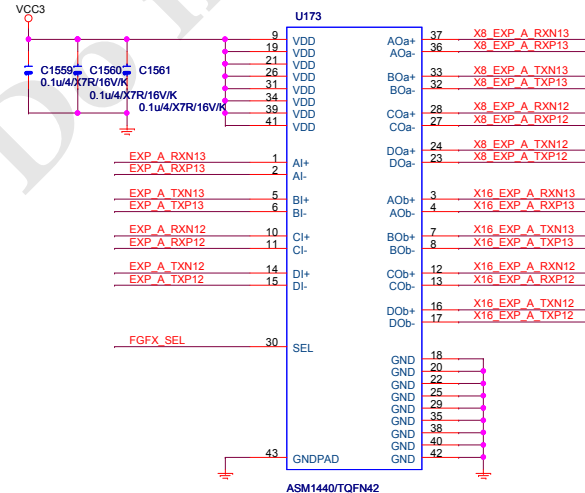 VCC3
U173
C1559
C1560
C1561
0.1u/4/X7R/16V/K
0.1u/4/X7R/16V/K
0.1u/4/X7R/16V/K
9 VDD
19 VDD
21 VDD
26 VDD
31 VDD
34 VDD
39 VDD
41 VDD
EXP_A_RXN13 1 AI+
EXP_A_RXP13 2 AI-
EXP_A_TXN13 5 BI+
EXP_A_TXP13 6 BI-
EXP_A_RXN12 10 CI+
EXP_A_RXP12 11 CI-
EXP_A_TXN12 14 DI+
EXP_A_TXP12 15 DI-
FGFX_SEL 30 SEL
43 GNDPAD
AOa+ 37 X8_EXP_A_RXN13
AOa- 36 X8_EXP_A_RXP13
BOa+ 33 X8_EXP_A_TXN13
BOa- 32 X8_EXP_A_TXP13
COa+ 28 X8_EXP_A_RXN12
COa- 27 X8_EXP_A_RXP12
DOa+ 24 X8_EXP_A_TXN12
DOa- 23 X8_EXP_A_TXP12
AOb+ 3 X16_EXP_A_RXN13
AOb- 4 X16_EXP_A_RXP13
BOb+ 7 X16_EXP_A_TXN13
BOb- 8 X16_EXP_A_TXP13
COb+ 12 X16_EXP_A_RXN12
COb- 13 X16_EXP_A_RXP12
DOb+ 16 X16_EXP_A_TXN12
DOb- 17 X16_EXP_A_TXP12
GND 18
GND 20
GND 22
GND 25
GND 29
GND 35
GND 38
GND 40
GND 42
ASM1440/TQFN42